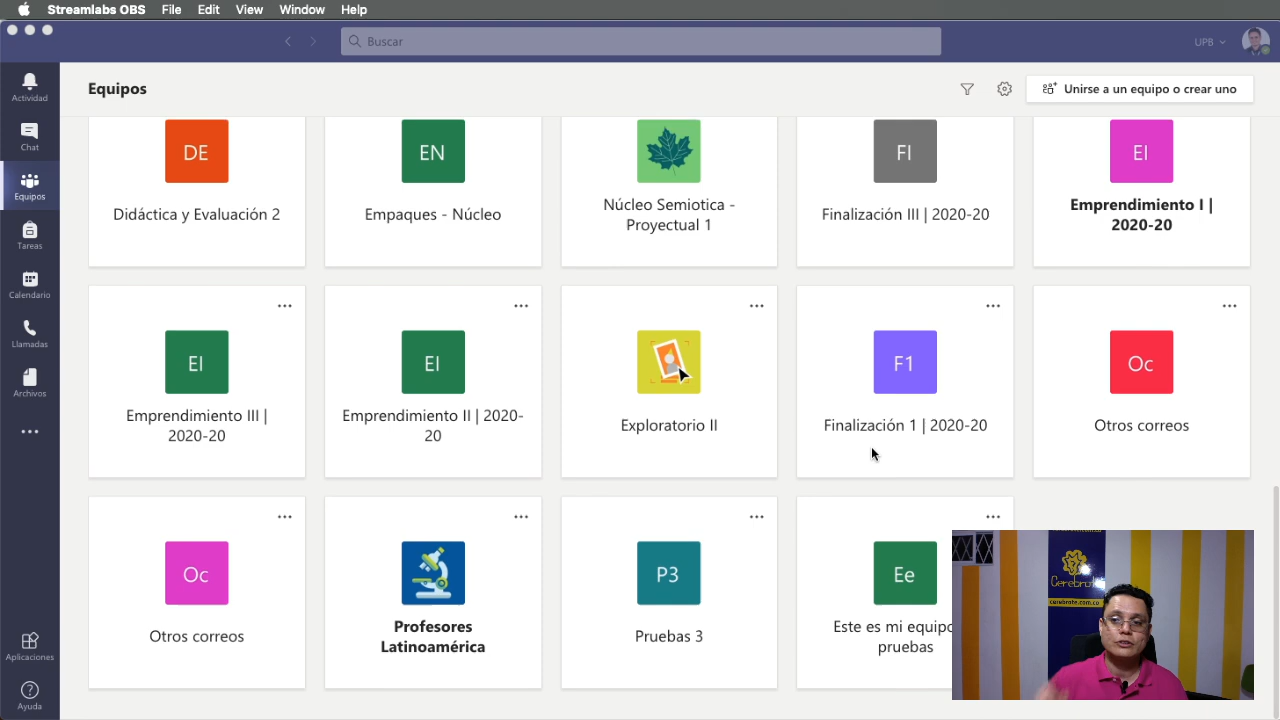 Streamlabs OBS File Edit View Window Help
Buscar
UPB
Actividad
Chat
Equipos
Tareas
Calendario
Llamadas
Archivos
Aplicaciones
Ayuda
Equipos
Unirse a un equipo o crear uno
DE
Didáctica y Evaluación 2
EN
Empaques - Núcleo
Núcleo Semiotica -
Proyectual 1
FI
Finalización III | 2020-20
EI
Emprendimiento I |
2020-20
EI
Emprendimiento III |
2020-20
EI
Emprendimiento II | 2020-
20
Exploratorio II
F1
Finalización 1 | 2020-20
Oc
Otros correos
Oc
Otros correos
Profesores
Latinoamérica
P3
Pruebas 3
Ee
Este es mi equipo
pruebas
Cerebrote
cerebrote.com.co